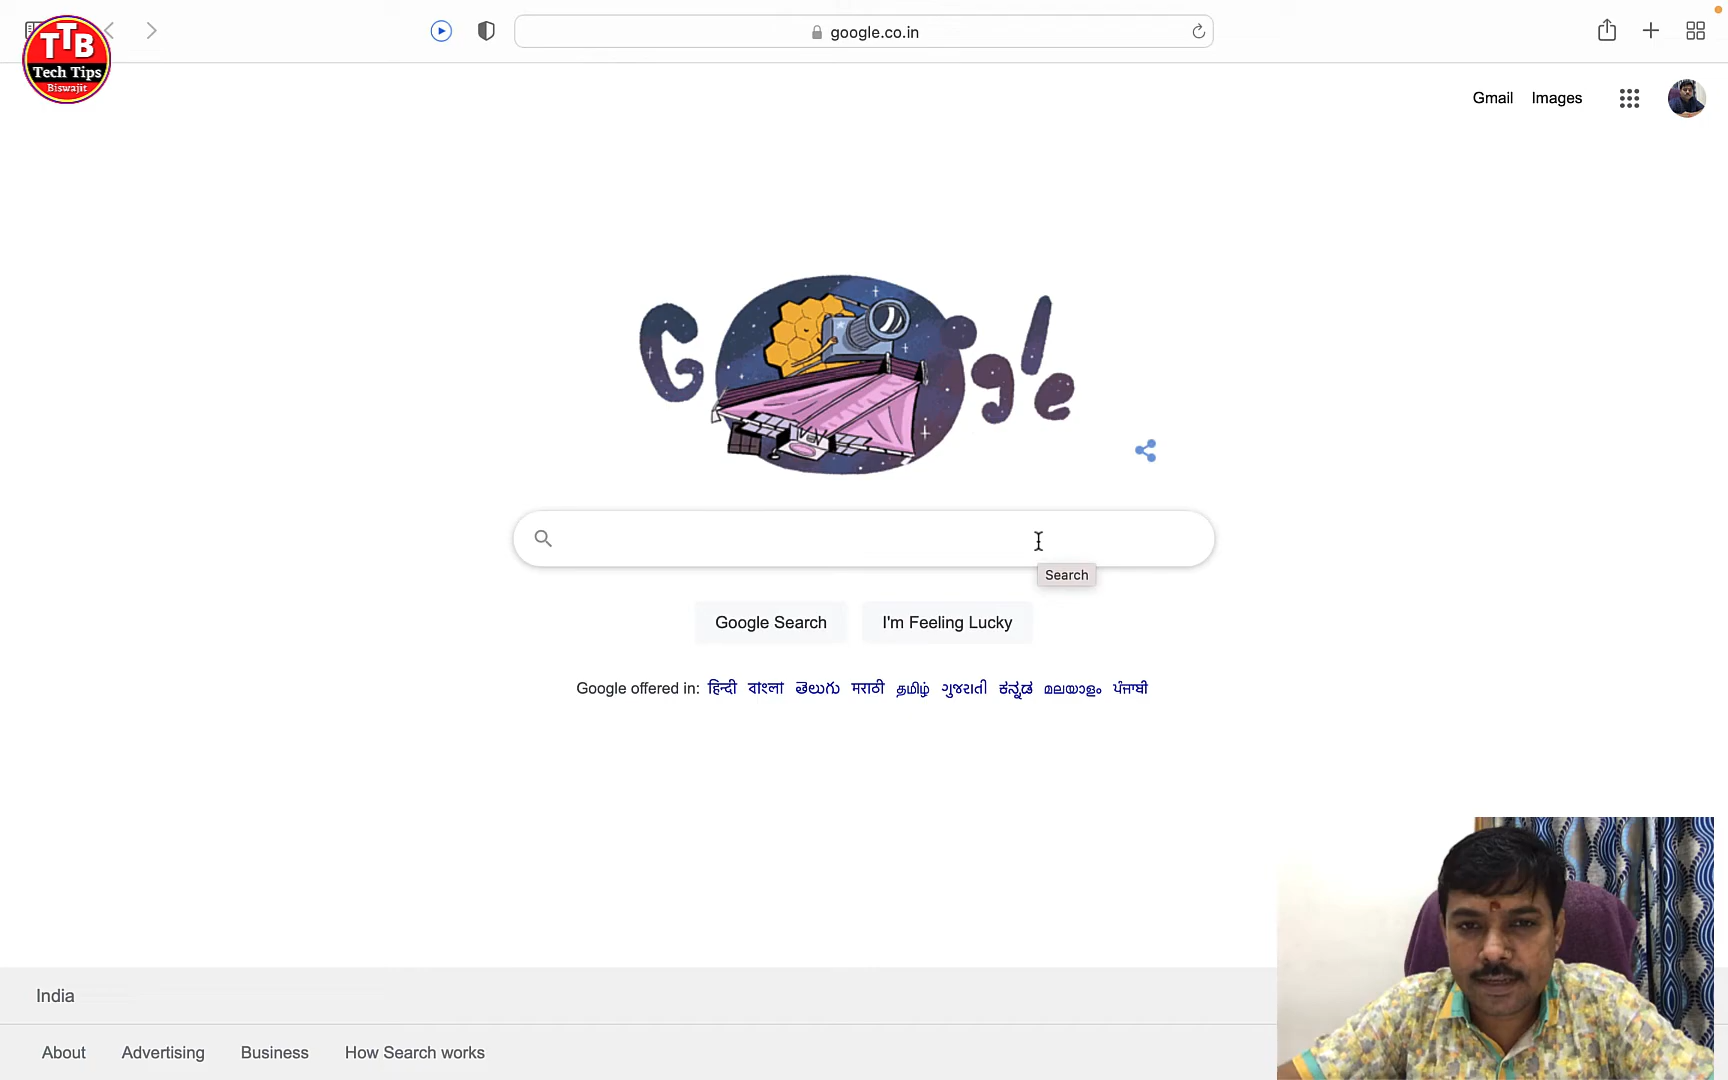 TTB
Tech Tips
Biswajit
google.co.in
Gmail Images
Google
Search
Google Search I'm Feeling Lucky
Google offered in: हिन्दी বাংলা తెలుగు मराठी தமிழ் ગુજરાતી ಕನ್ನಡ മലയാളം ਪੰਜਾਬੀ
India
About Advertising Business How Search works